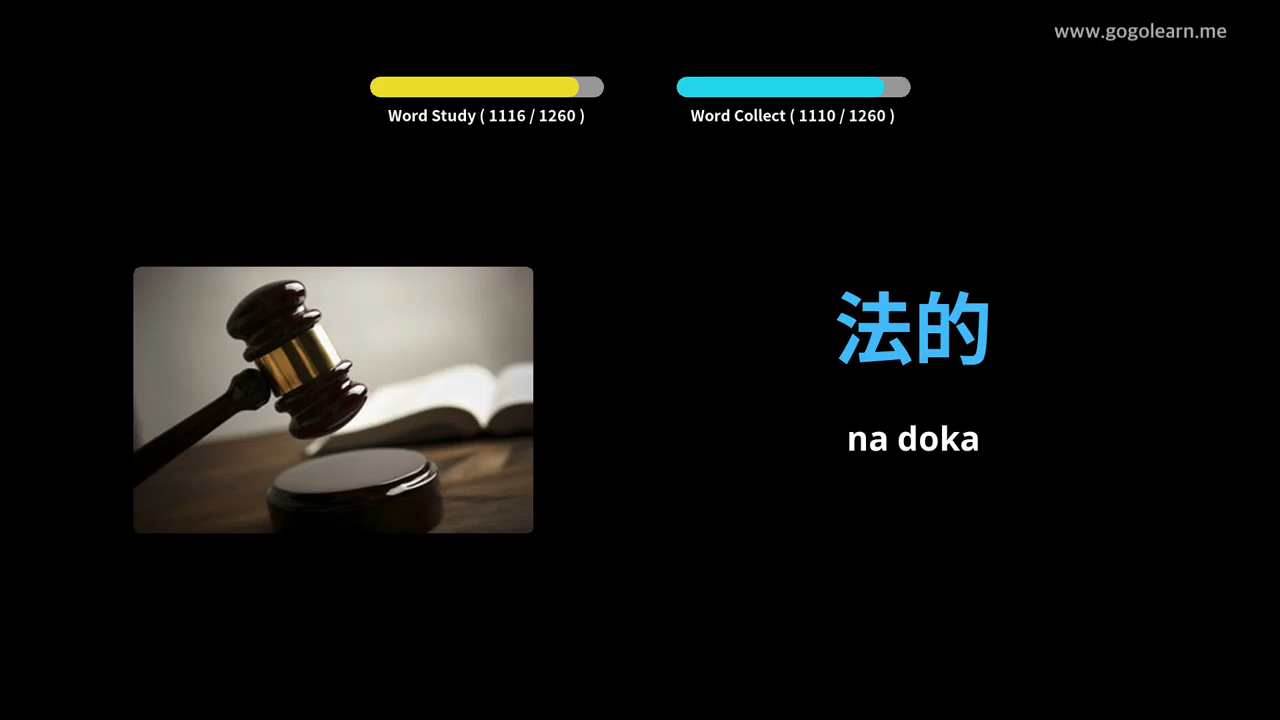 www.gogolearn.me
Word Study ( 1116 / 1260 )
Word Collect ( 1110 / 1260 )
法的
na doka